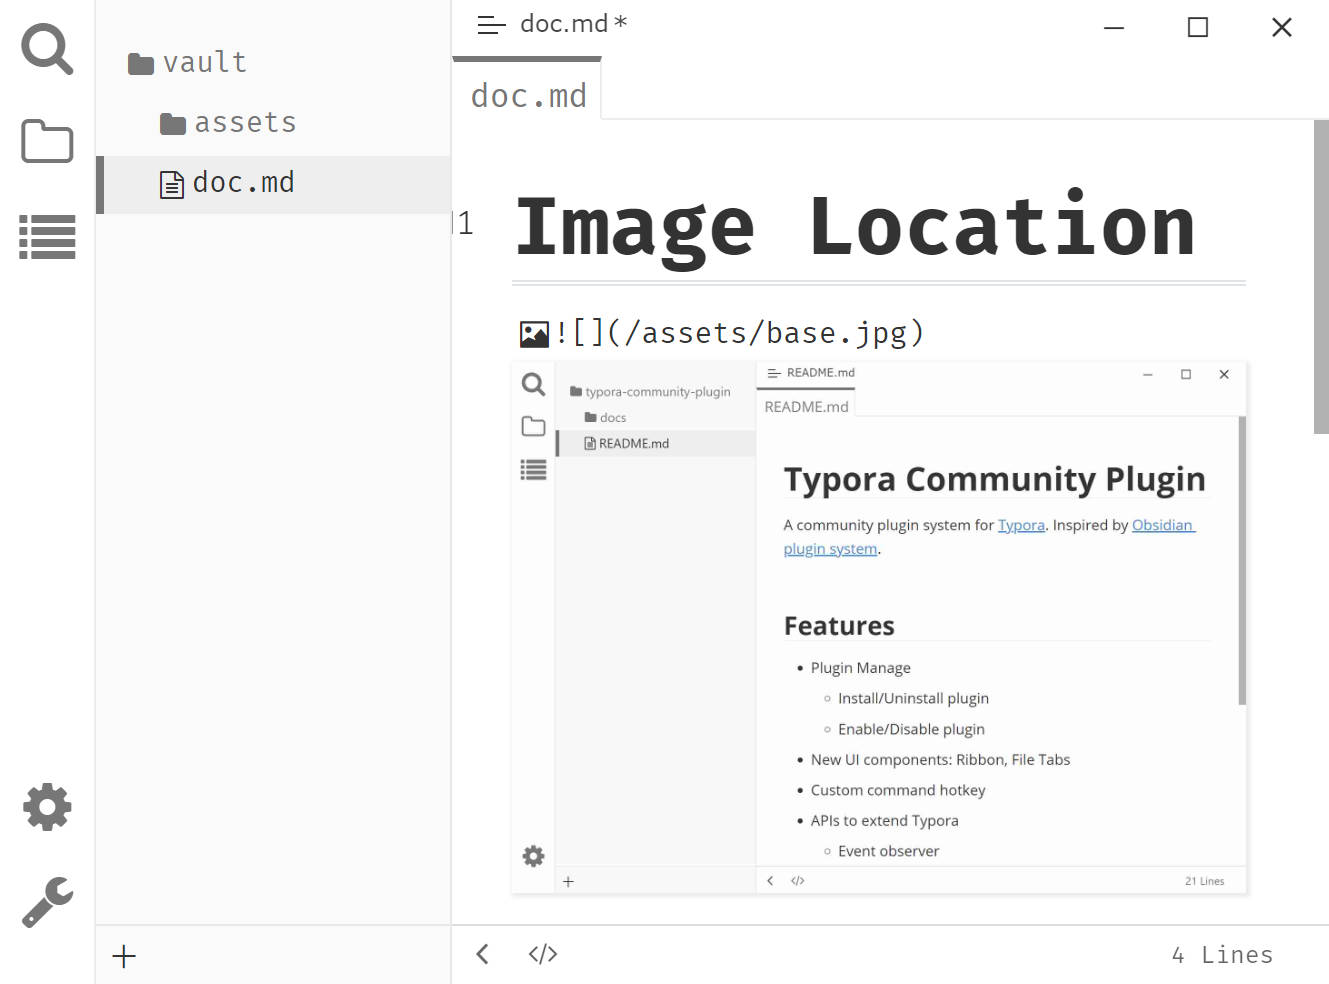 doc.md*
vault
assets
doc.md
doc.md
1
Image Location
![](/assets/base.jpg)
README.md
typora-community-plugin
docs
README.md
README.md
Typora Community Plugin
A community plugin system for Typora. Inspired by Obsidian
plugin system.
Features
• Plugin Manage
◦ Install/Uninstall plugin
◦ Enable/Disable plugin
• New UI components: Ribbon, File Tabs
• Custom command hotkey
• APIs to extend Typora
◦ Event observer
21 Lines
4 Lines